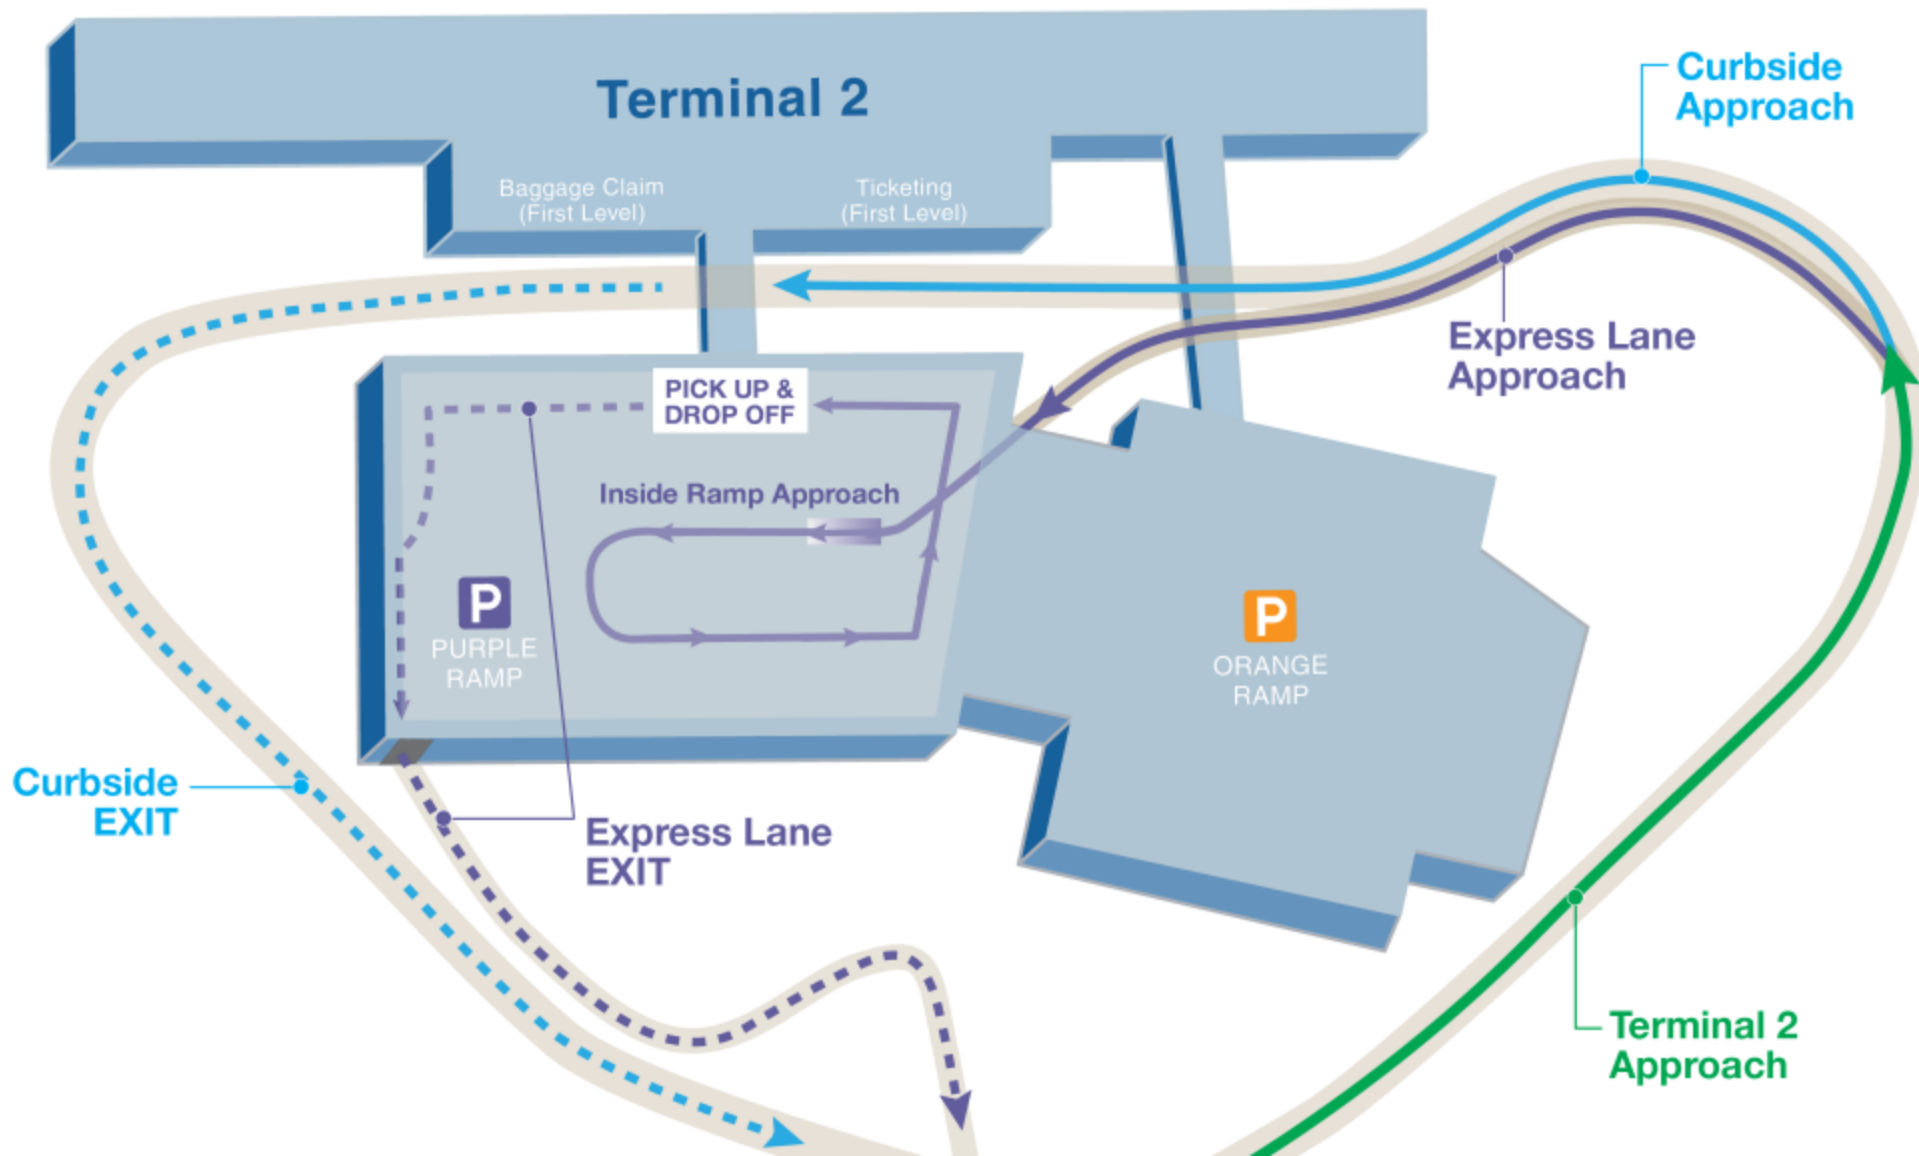 Terminal 2
Curbside
Approach
Baggage Claim
(First Level)
Ticketing
(First Level)
Express Lane
Approach
PICK UP &
DROP OFF
Inside Ramp Approach
P
PURPLE
RAMP
P
ORANGE
RAMP
Curbside
EXIT
Express Lane
EXIT
Terminal 2
Approach